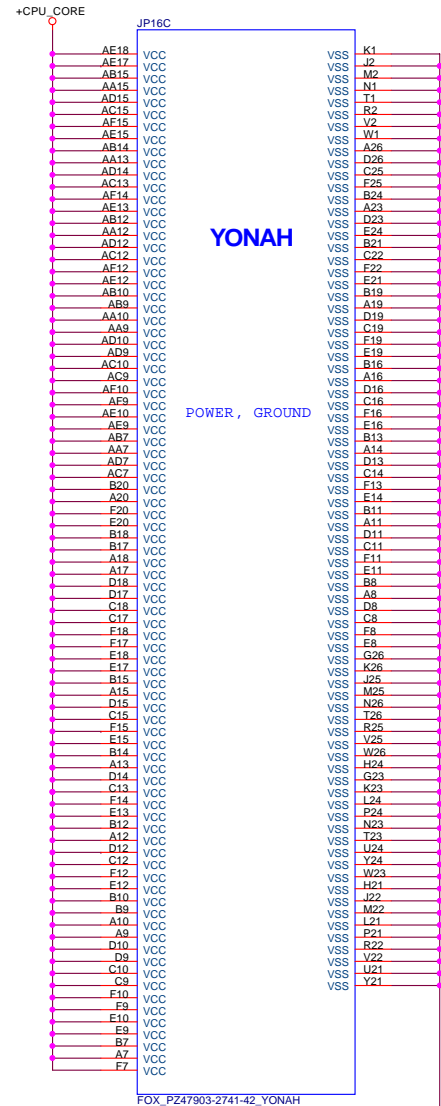 +CPU_CORE
JP16C
AE18 VCC VSS K1
AE17 VCC VSS J2
AB15 VCC VSS M2
AA15 VCC VSS N1
AD15 VCC VSS T1
AC15 VCC VSS R2
AF15 VCC VSS V2
AE15 VCC VSS W1
AB14 VCC VSS A26
AA13 VCC VSS D26
AD14 VCC VSS C25
AC13 VCC VSS F25
AF14 VCC VSS B24
AE13 VCC VSS A23
AB12 VCC VSS D23
AA12 VCC YONAH VSS E24
AD12 VCC VSS B21
AC12 VCC VSS C22
AF12 VCC VSS F22
AE12 VCC VSS E21
AB10 VCC VSS B19
AB9 VCC VSS A19
AA10 VCC VSS D19
AA9 VCC VSS C19
AD10 VCC VSS F19
AD9 VCC VSS E19
AC10 VCC VSS B16
AC9 VCC VSS A16
AF10 VCC VSS D16
AF9 VCC VSS C16
AE10 VCC POWER, GROUND VSS F16
AE9 VCC VSS E16
AB7 VCC VSS B13
AA7 VCC VSS A14
AD7 VCC VSS D13
AC7 VCC VSS C14
B20 VCC VSS F13
A20 VCC VSS E14
F20 VCC VSS B11
E20 VCC VSS A11
B18 VCC VSS D11
B17 VCC VSS C11
A18 VCC VSS F11
A17 VCC VSS E11
D18 VCC VSS B8
D17 VCC VSS A8
C18 VCC VSS D8
C17 VCC VSS C8
F18 VCC VSS F8
F17 VCC VSS E8
E18 VCC VSS G26
E17 VCC VSS K26
B15 VCC VSS J25
A15 VCC VSS M25
D15 VCC VSS N26
C15 VCC VSS T26
F15 VCC VSS R25
E15 VCC VSS V25
B14 VCC VSS W26
A13 VCC VSS H24
D14 VCC VSS G23
C13 VCC VSS K23
F14 VCC VSS L24
E13 VCC VSS P24
B12 VCC VSS N23
A12 VCC VSS T23
D12 VCC VSS U24
C12 VCC VSS Y24
F12 VCC VSS W23
E12 VCC VSS H21
B10 VCC VSS J22
B9 VCC VSS M22
A10 VCC VSS L21
A9 VCC VSS P21
D10 VCC VSS R22
D9 VCC VSS V22
C10 VCC VSS U21
C9 VCC VSS Y21
F10 VCC
F9 VCC
E10 VCC
E9 VCC
B7 VCC
A7 VCC
F7 VCC
FOX_PZ47903-2741-42_YONAH